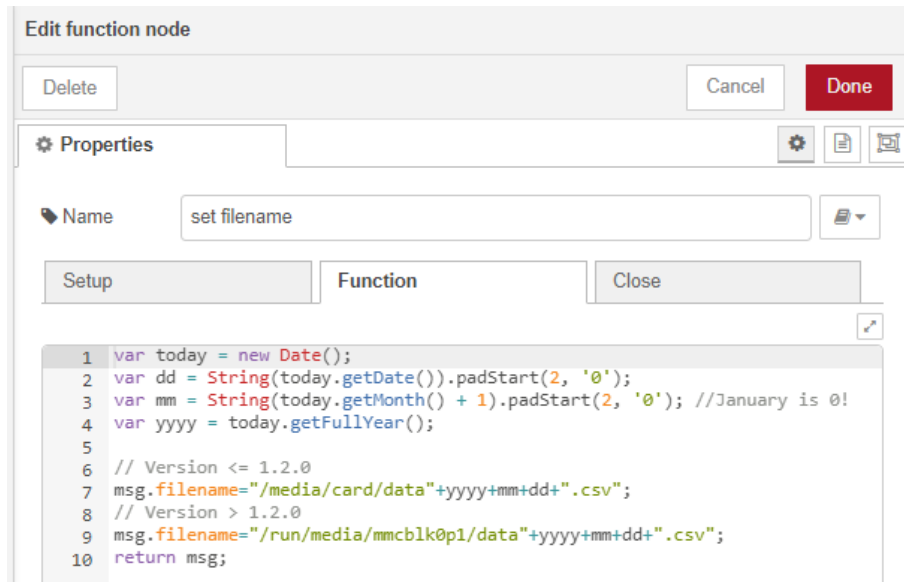 Edit function node
Delete Cancel Done
Properties
Name set filename
Setup Function Close
1 var today = new Date();
2 var dd = String(today.getDate()).padStart(2, '0');
3 var mm = String(today.getMonth() + 1).padStart(2, '0'); //January is 0!
4 var yyyy = today.getFullYear();
5
6 // Version <= 1.2.0
7 msg.filename="/media/card/data"+yyyy+mm+dd+".csv";
8 // Version > 1.2.0
9 msg.filename="/run/media/mmcblk0p1/data"+yyyy+mm+dd+".csv";
10 return msg;